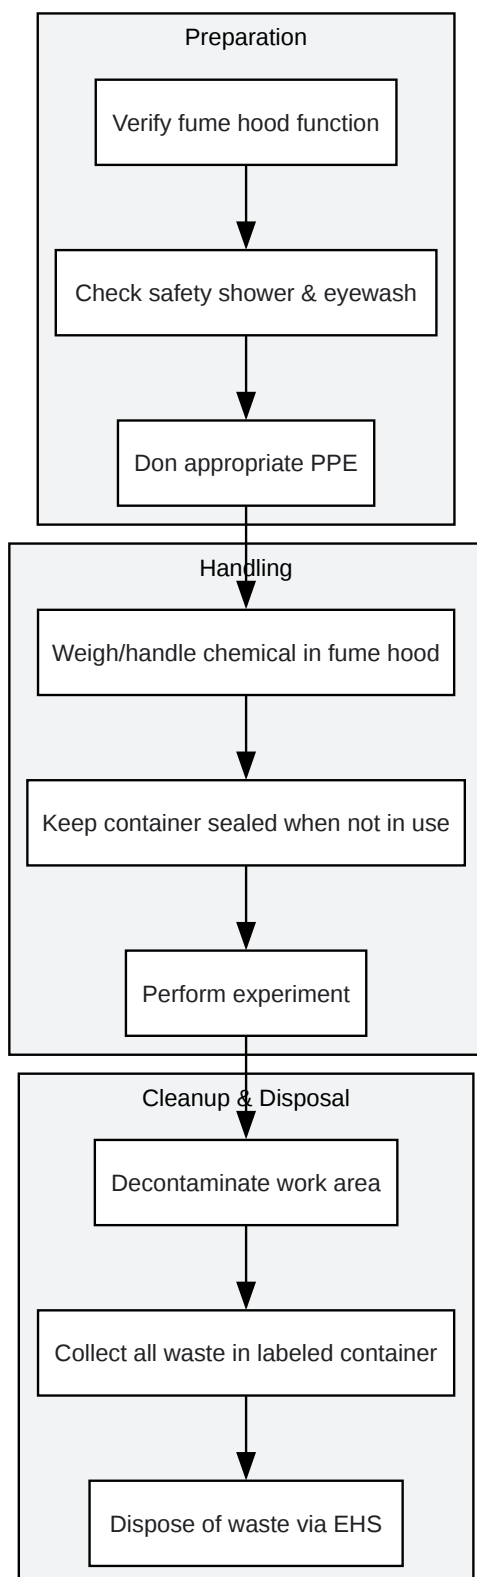 Preparation
Verify fume hood function
Check safety shower & eyewash
Don appropriate PPE
Handling
Weigh/handle chemical in fume hood
Keep container sealed when not in use
Perform experiment
Cleanup & Disposal
Decontaminate work area
Collect all waste in labeled container
Dispose of waste via EHS